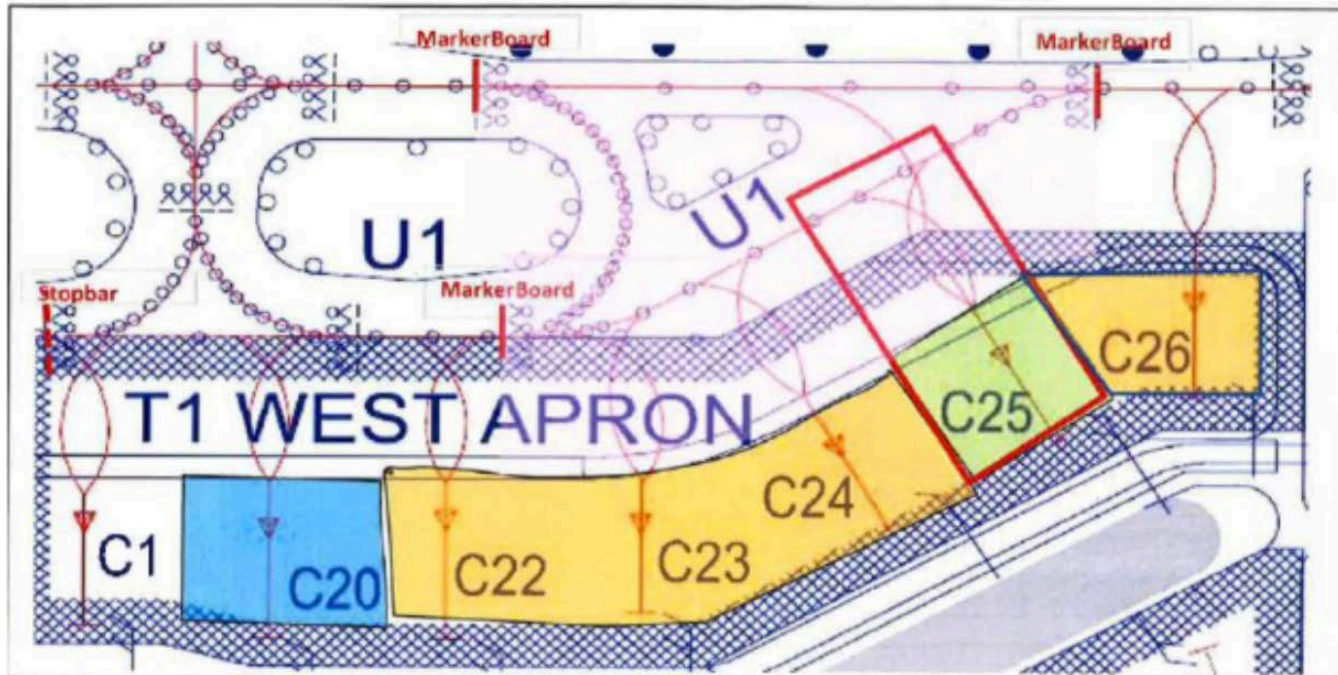 MarkerBoard
MarkerBoard
U1
U1
Stopbar
MarkerBoard
C26
T1 WEST APRON
C25
C24
C1
C20
C22
C23